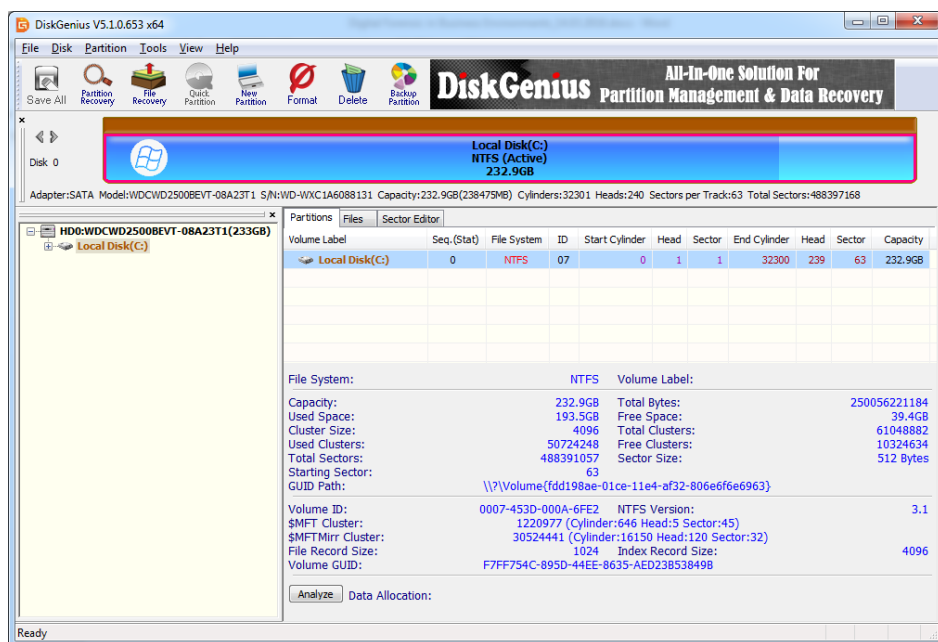 DiskGenius V5.1.0.653 x64
File Disk Partition Tools View Help
Save All Partition Recovery File Recovery Quick Partition New Partition Format Delete Backup Partition DiskGenius All-In-One Solution For Partition Management & Data Recovery
Disk 0
Local Disk(C:)
NTFS (Active)
232.9GB
Adapter:SATA Model:WDCWD2500BEVT-08A23T1 S/N:WD-WXC1A6088131 Capacity:232.9GB(238475MB) Cylinders:32301 Heads:240 Sectors per Track:63 Total Sectors:488397168
HD0:WDCWD2500BEVT-08A23T1(233GB)
Local Disk(C:)
Partitions Files Sector Editor
Volume Label Seq.(Stat) File System ID Start Cylinder Head Sector End Cylinder Head Sector Capacity
Local Disk(C:) 0 NTFS 07 0 1 1 32300 239 63 232.9GB
File System: NTFS Volume Label:
Capacity: 232.9GB Total Bytes: 250056221184
Used Space: 193.5GB Free Space: 39.4GB
Cluster Size: 4096 Total Clusters: 61048882
Used Clusters: 50724248 Free Clusters: 10324634
Total Sectors: 488391057 Sector Size: 512 Bytes
Starting Sector: 63
GUID Path: \\?\Volume{fdd198ae-01ce-11e4-af32-806e6f6e6963}
Volume ID: 0007-453D-000A-6FE2 NTFS Version: 3.1
$MFT Cluster: 1220977 (Cylinder:646 Head:5 Sector:45)
$MFTMirr Cluster: 30524441 (Cylinder:16150 Head:120 Sector:32)
File Record Size: 1024 Index Record Size: 4096
Volume GUID: F7FF754C-895D-44EE-8635-AED23B53849B
Analyze Data Allocation:
Ready